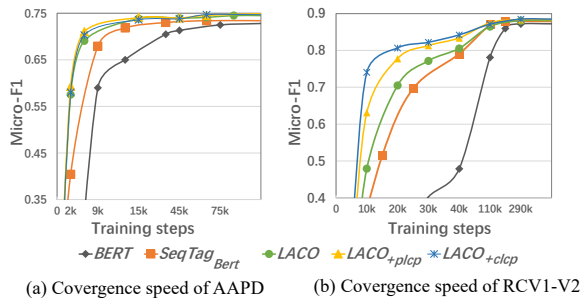 0.75
0.65
0.55
0.45
0.35
Micro-F1
0 2k 9k 15k 45k 75k
Training steps
0.9
0.8
0.7
0.6
0.5
0.4
Micro-F1
0 10k 20k 30k 40k 110k 290k
Training steps
BERT SeqTag Bert LACO LACO +plcp LACO +clcp
(a) Covergence speed of AAPD
(b) Covergence speed of RCV1-V2